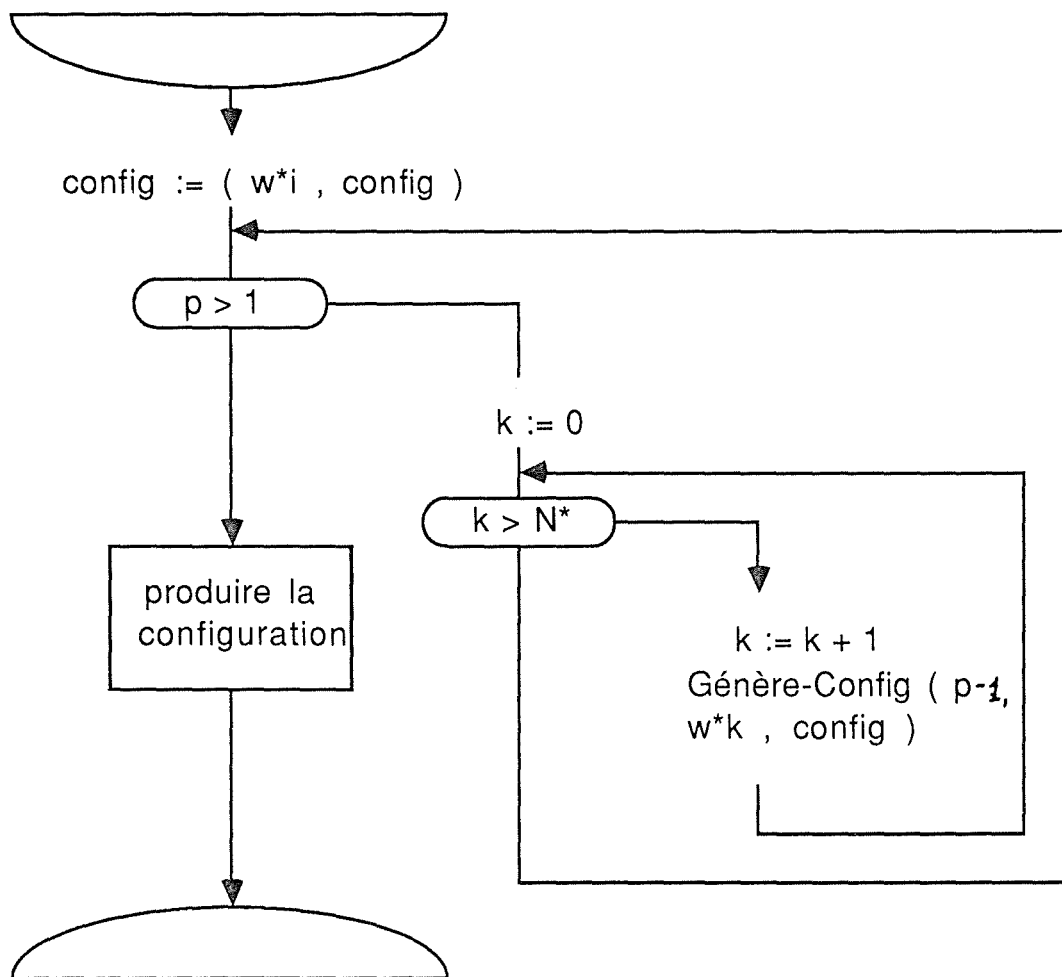 config := ( w*i , config )
p > 1
k := 0
k > N*
produire la
configuration
k := k + 1
Génère-Config ( p-1,
w*k , config )